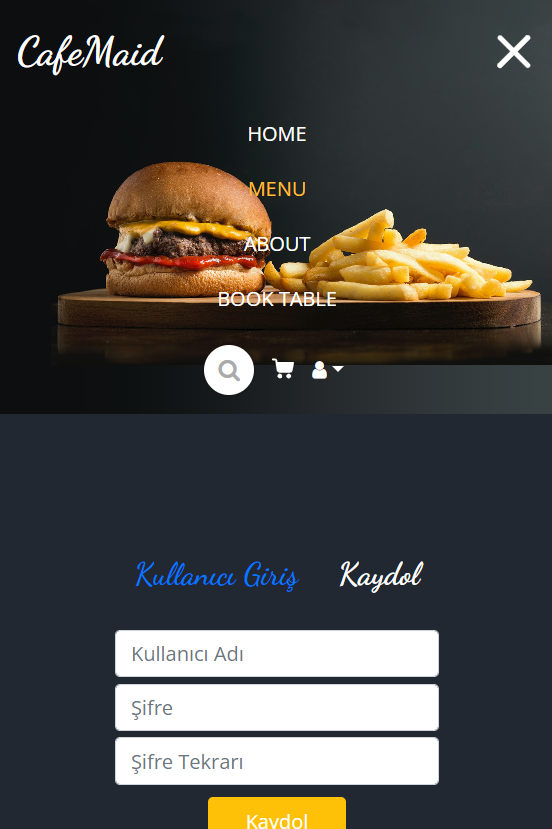 CafeMaid
HOME
MENU
ABOUT
BOOK TABLE
Kullanıcı Giriş Kaydol
Kullanıcı Adı
Şifre
Şifre Tekrarı
Kaydol